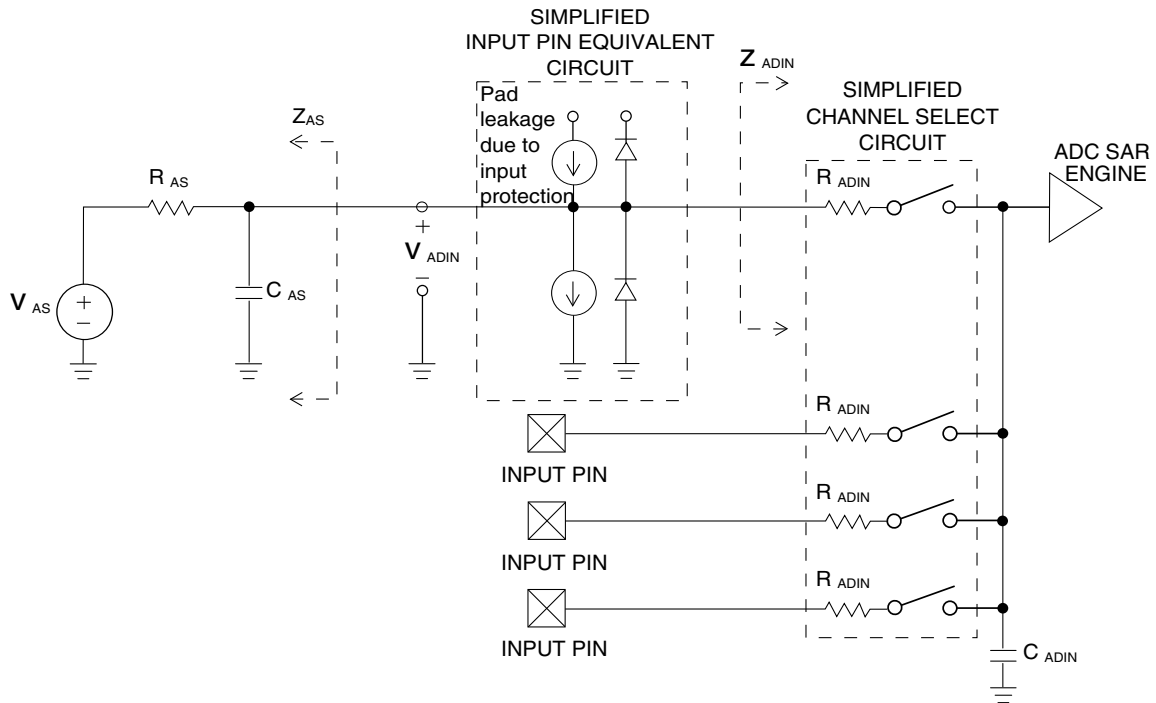 SIMPLIFIED
INPUT PIN EQUIVALENT
CIRCUIT
Pad
leakage
due to
input
protection
Z ADIN
SIMPLIFIED
CHANNEL SELECT
CIRCUIT
ADC SAR
ENGINE
ZAS
R AS
R ADIN
+
V ADIN
–
C AS
V AS
+
–
R ADIN
INPUT PIN
R ADIN
INPUT PIN
R ADIN
INPUT PIN
C ADIN